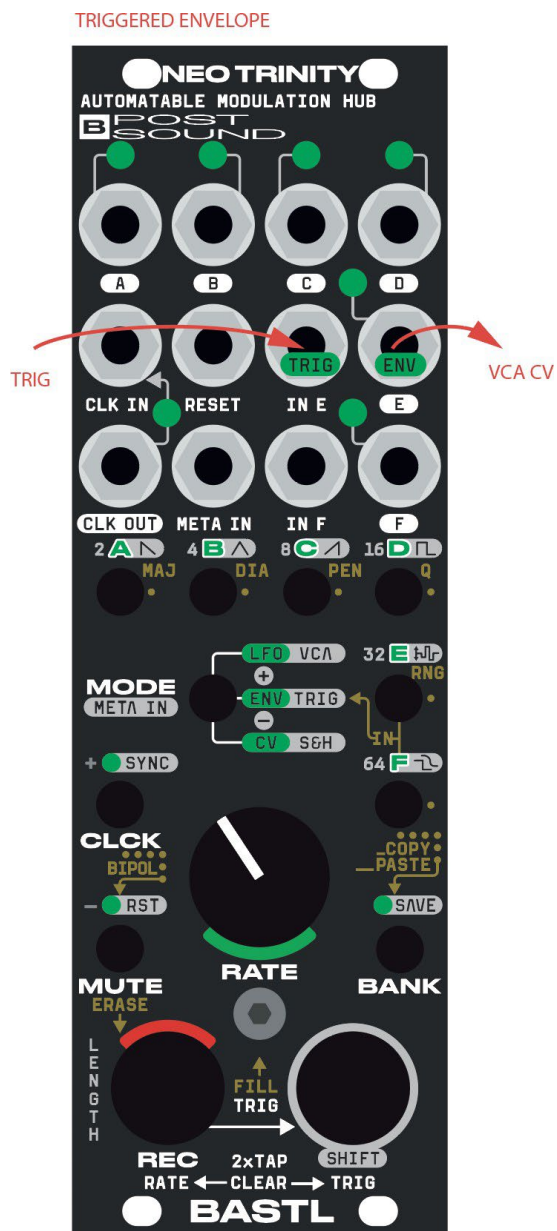 TRIGGERED ENVELOPE
NEO TRINITY
AUTOMATABLE MODULATION HUB
B POST SOUND
A B C D
TRIG ENV
TRIG VCA CV
CLK IN RESET IN E E
CLK OUT META IN IN F F
2 A 4 B 8 C 16 D
MAJ DIA PEN Q
LFO VCA 32 E
+ RNG
MODE ENV TRIG
META IN − IN
CV S&H 64 F
+ SYNC
CLCK _COPY
BIPOL __PASTE
− RST SAVE
RATE
MUTE BANK
ERASE
LENGTH
FILL
TRIG
REC 2xTAP SHIFT
RATE CLEAR TRIG
BASTL